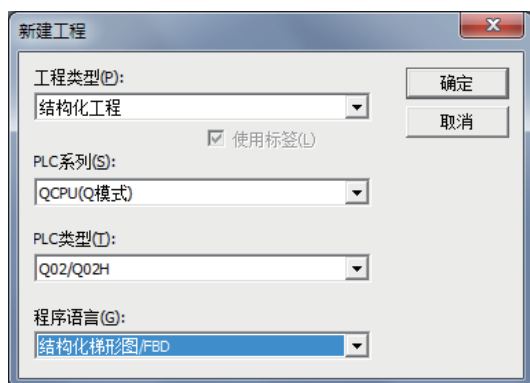 新建工程
工程类型(P):
结构化工程
使用标签(L)
PLC系列(S):
QCPU(Q模式)
PLC类型(T):
Q02/Q02H
程序语言(G):
结构化梯形图/FBD
确定
取消